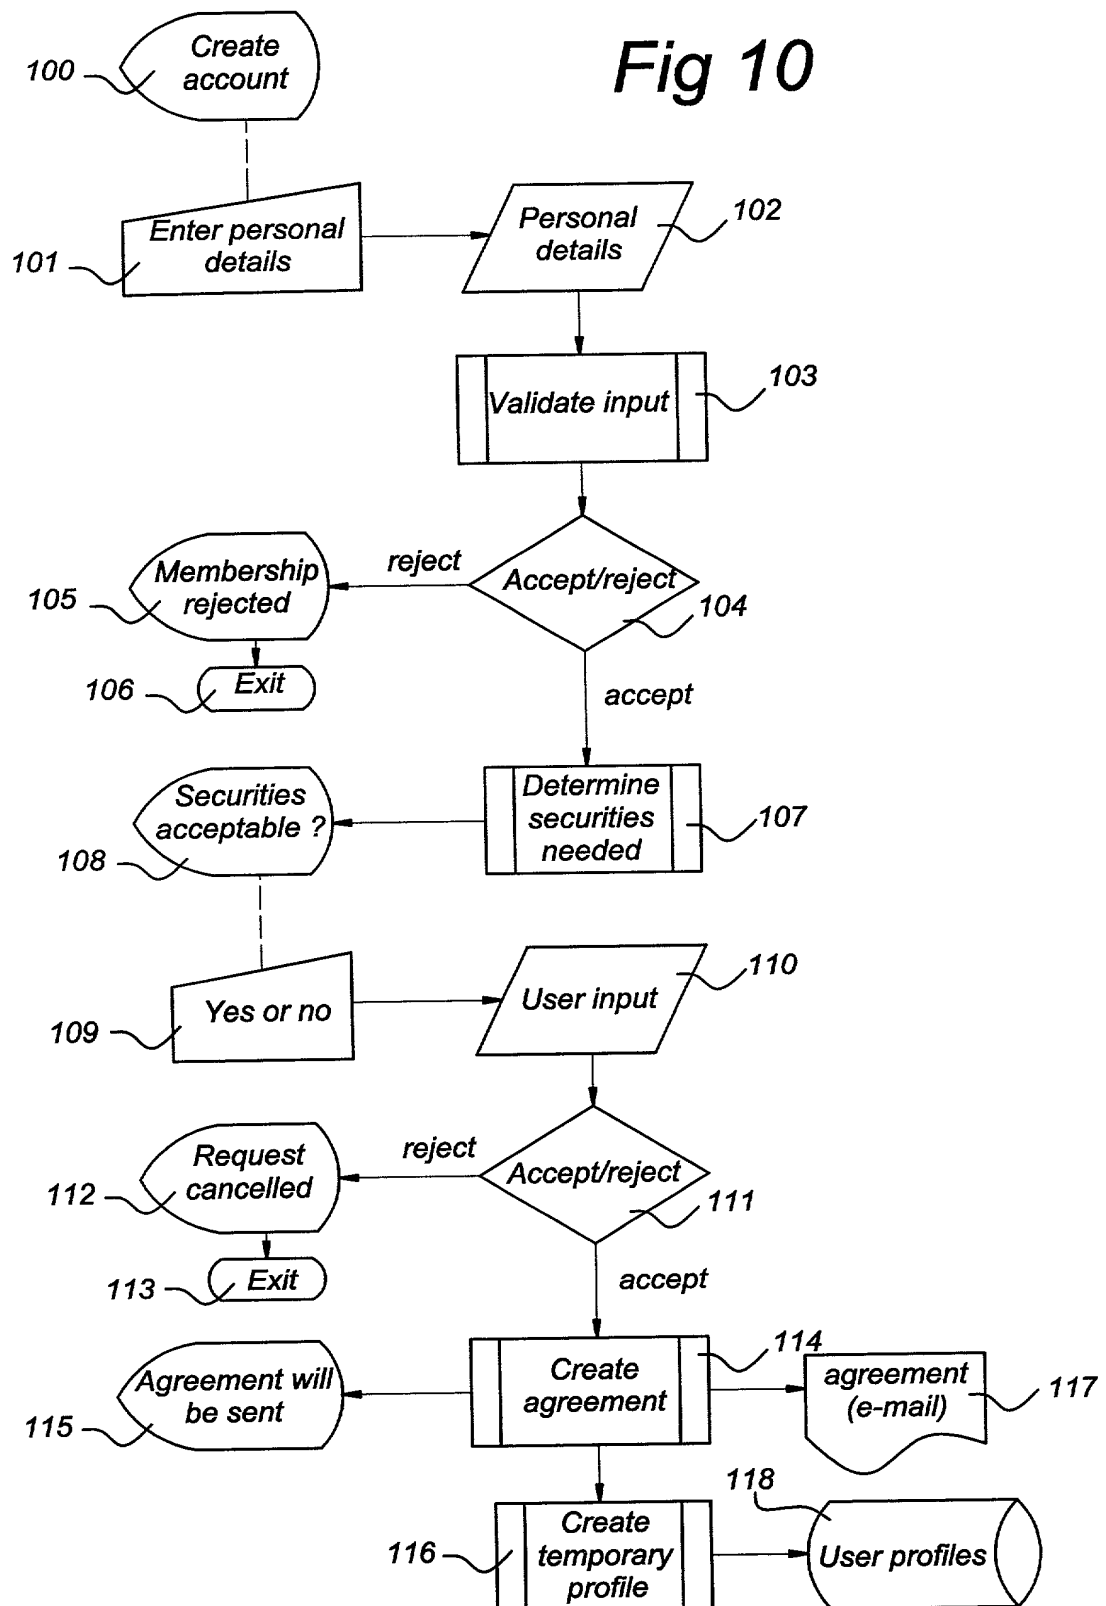 Fig 10
Create
account
100
Enter personal
details
101
Personal
details
102
Validate input
103
Accept/reject
104
reject
Membership
rejected
105
Exit
106
accept
Determine
securities
needed
107
Securities
acceptable ?
108
Yes or no
109
User input
110
Accept/reject
111
reject
Request
cancelled
112
Exit
113
accept
Create
agreement
114
Agreement will
be sent
115
agreement
(e-mail)
117
Create
temporary
profile
116
User profiles
118